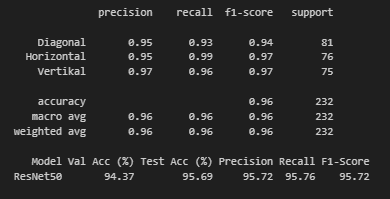 precision recall f1-score support
Diagonal 0.95 0.93 0.94 81
Horizontal 0.95 0.99 0.97 76
Vertikal 0.97 0.96 0.97 75
accuracy 0.96 232
macro avg 0.96 0.96 0.96 232
weighted avg 0.96 0.96 0.96 232
Model Val Acc (%) Test Acc (%) Precision Recall F1-Score
ResNet50 94.37 95.69 95.72 95.76 95.72